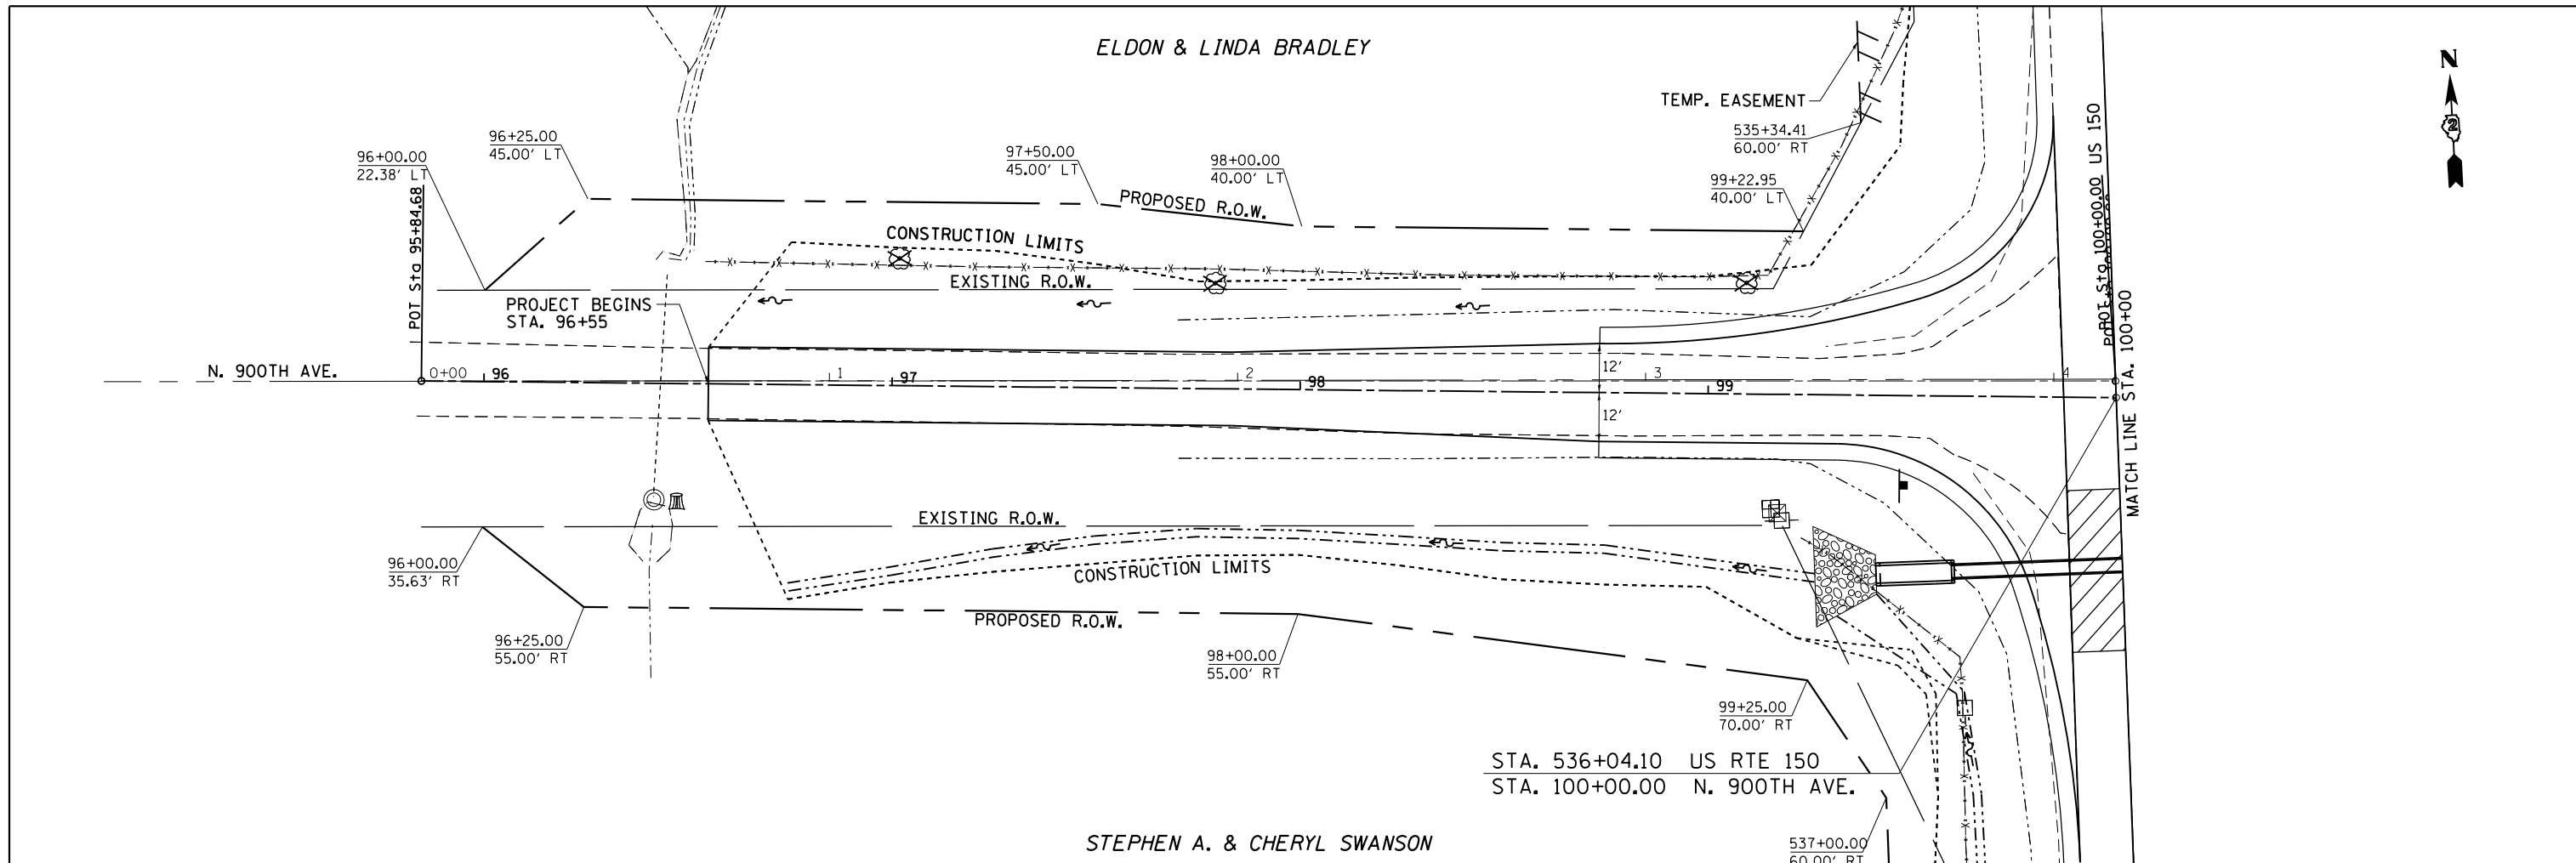 ELDON & LINDA BRADLEY
N
2
TEMP. EASEMENT
535+34.41
60.00' RT
96+25.00
45.00' LT
96+00.00
22.38' LT
97+50.00
45.00' LT
98+00.00
40.00' LT
99+22.95
40.00' LT
PROPOSED R.O.W.
CONSTRUCTION LIMITS
EXISTING R.O.W.
POT Sta 95+84.68
PROJECT BEGINS
STA. 96+55
POT Sta 100+00.00 US 150
MATCH LINE STA. 100+00
N. 900TH AVE.
0+00 96 1 97 2 98 3 99 4
12'
12'
EXISTING R.O.W.
CONSTRUCTION LIMITS
PROPOSED R.O.W.
96+00.00
35.63' RT
96+25.00
55.00' RT
98+00.00
55.00' RT
99+25.00
70.00' RT
STA. 536+04.10 US RTE 150
STA. 100+00.00 N. 900TH AVE.
STEPHEN A. & CHERYL SWANSON
537+00.00
60.00' RT